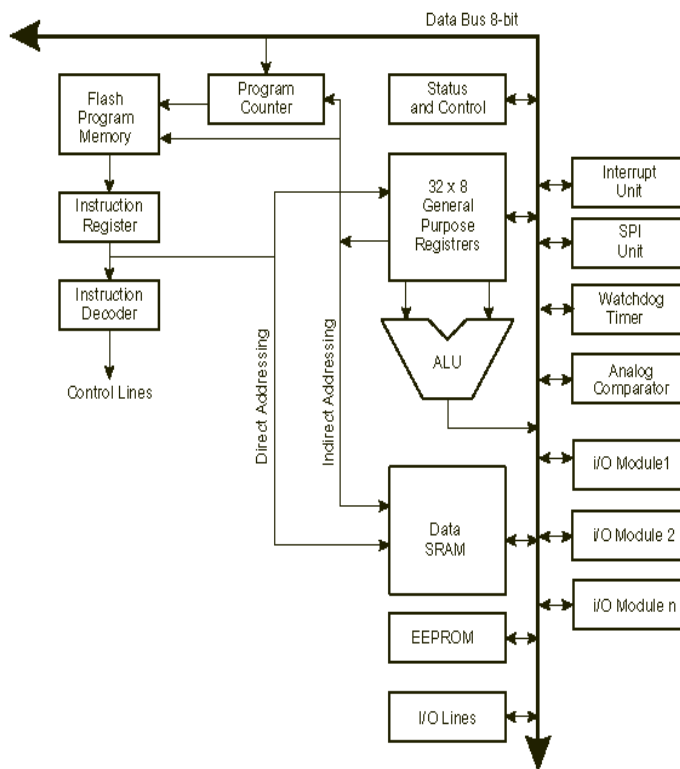 Data Bus 8-bit
Flash
Program
Memory
Program
Counter
Status
and Control
Instruction
Register
32 x 8
General
Purpose
Registrers
Interrupt
Unit
SPI
Unit
Instruction
Decoder
Watchdog
Timer
Control Lines
Direct Addressing
Indirect Addressing
ALU
Analog
Comparator
i/O Module1
Data
SRAM
i/O Module 2
i/O Module n
EEPROM
I/O Lines